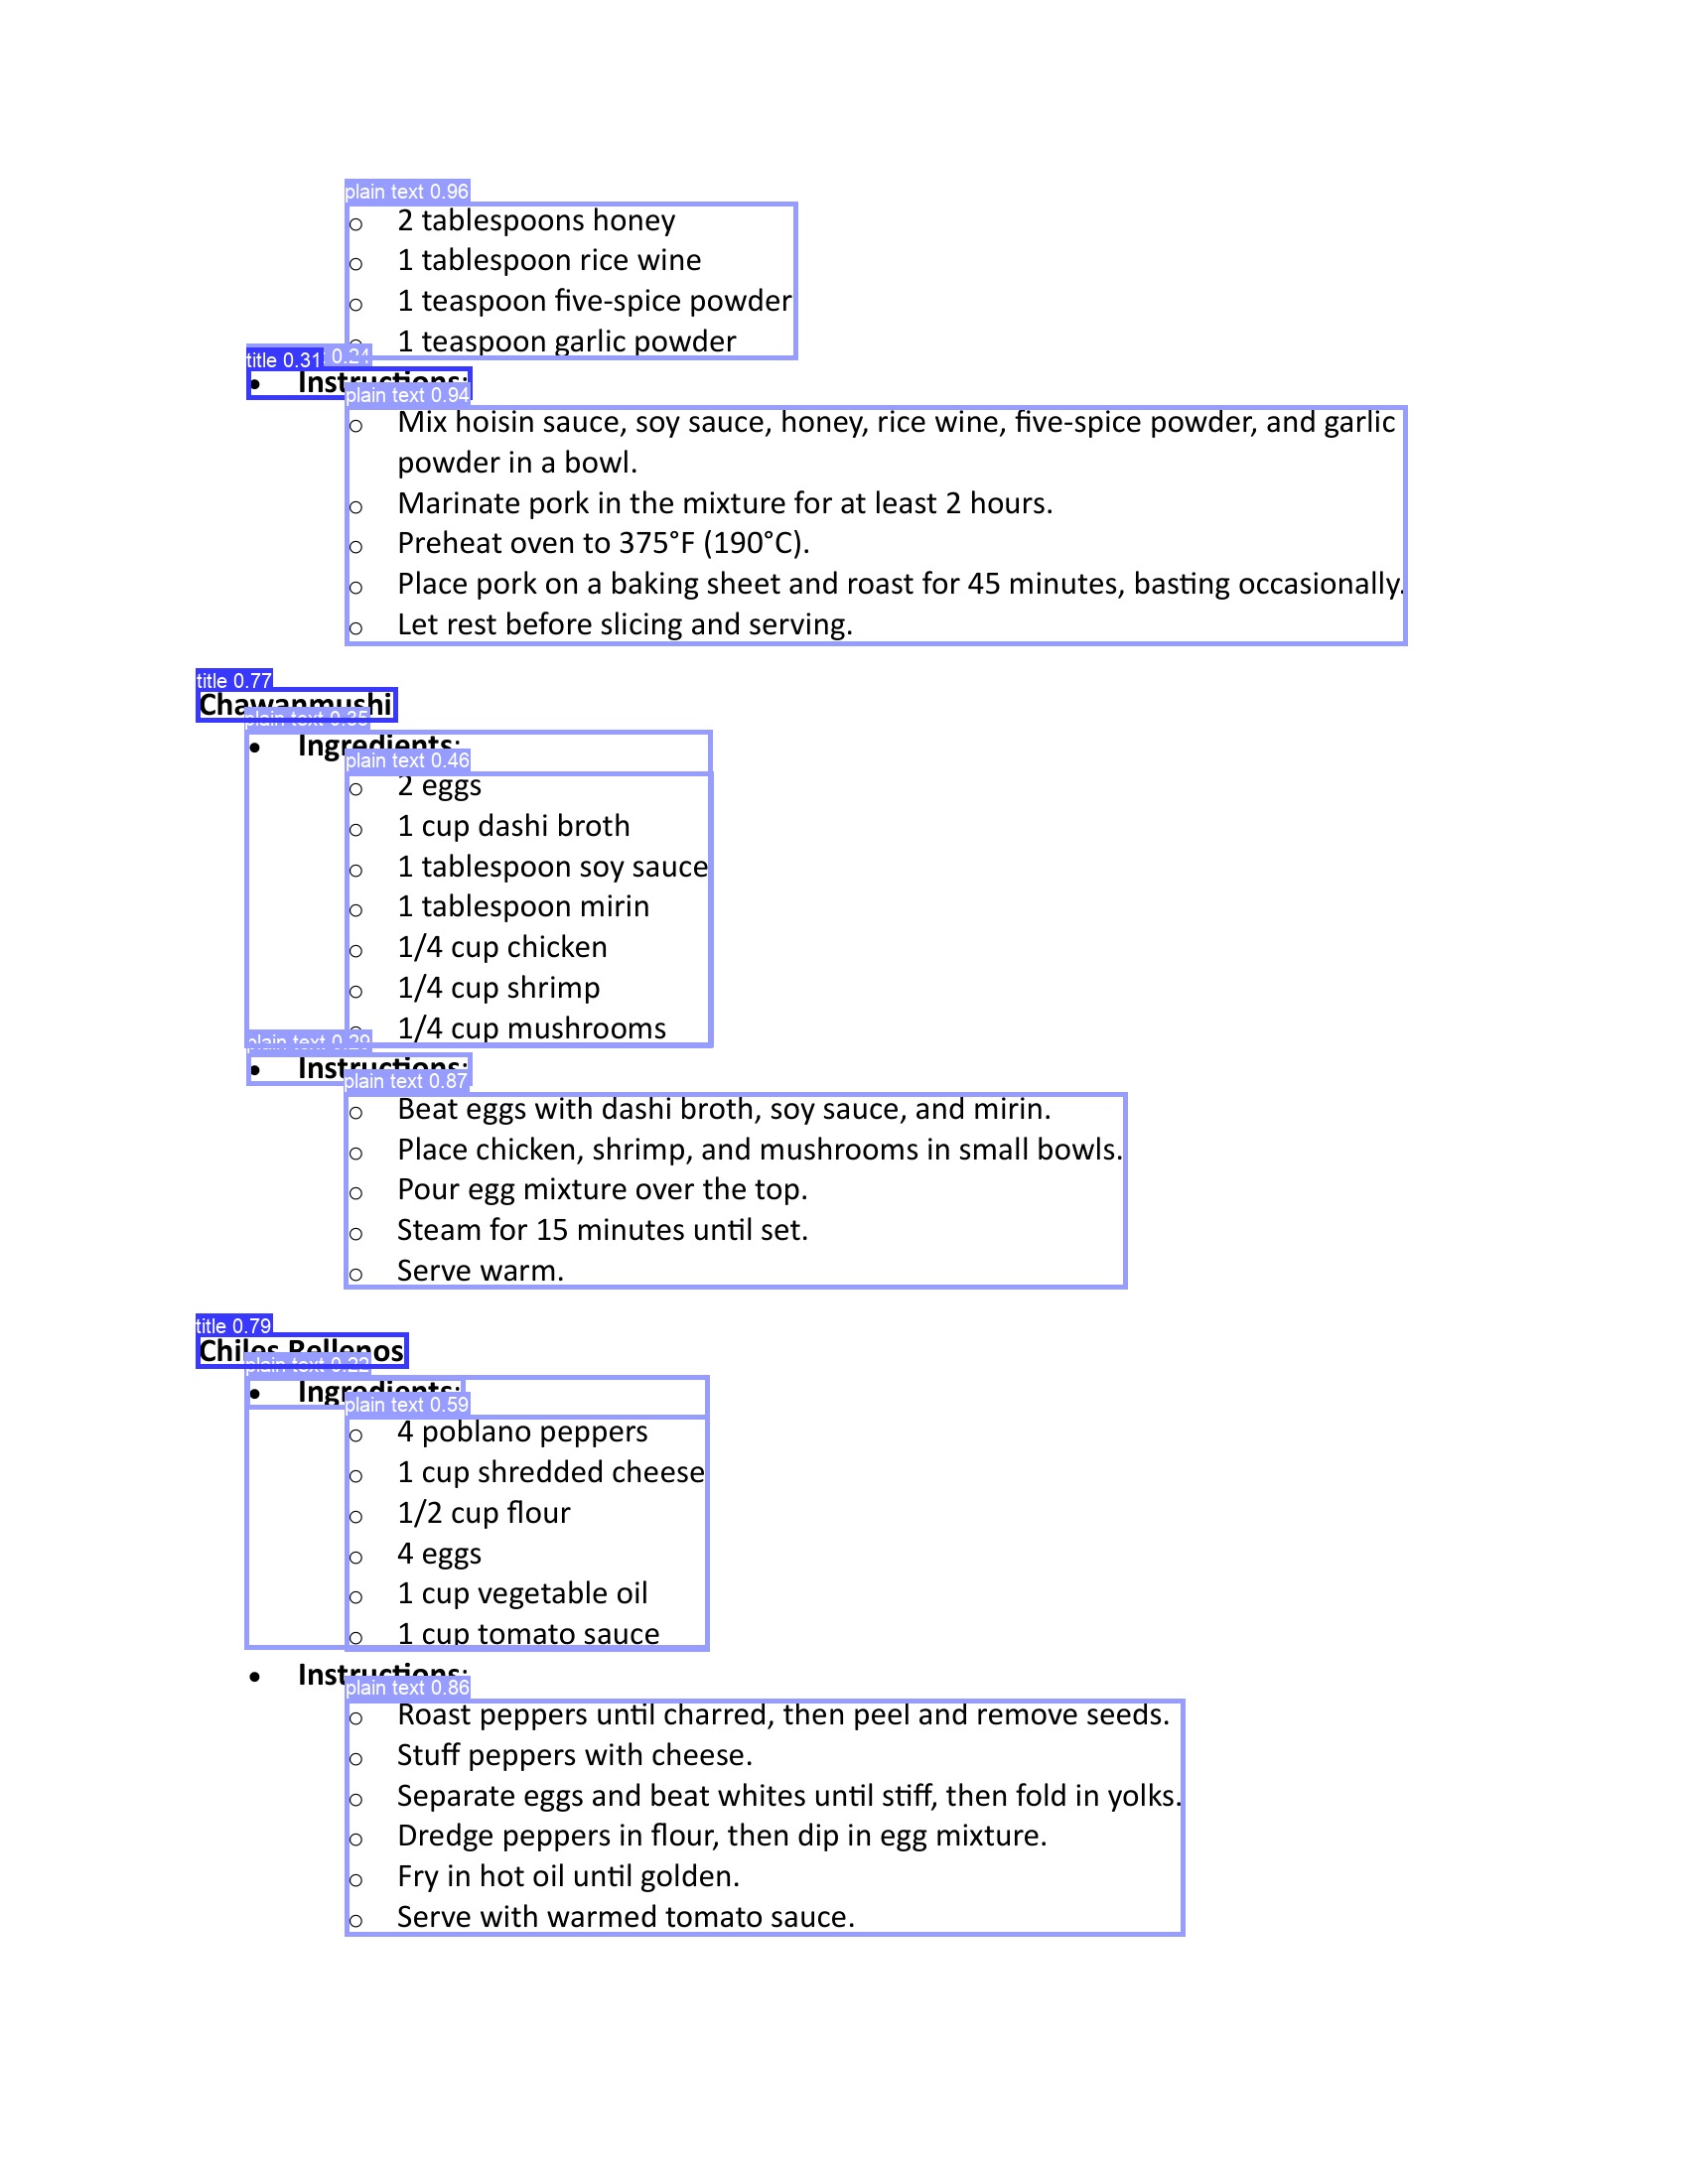 plain text 0.96
○ 2 tablespoons honey
○ 1 tablespoon rice wine
○ 1 teaspoon five-spice powder
○ 1 teaspoon garlic powder
title 0.31 0.24
• Instructions:
plain text 0.94
○ Mix hoisin sauce, soy sauce, honey, rice wine, five-spice powder, and garlic
powder in a bowl.
○ Marinate pork in the mixture for at least 2 hours.
○ Preheat oven to 375°F (190°C).
○ Place pork on a baking sheet and roast for 45 minutes, basting occasionally.
○ Let rest before slicing and serving.
title 0.77
Chawanmushi
plain text 0.35
• Ingredients:
plain text 0.46
○ 2 eggs
○ 1 cup dashi broth
○ 1 tablespoon soy sauce
○ 1 tablespoon mirin
○ 1/4 cup chicken
○ 1/4 cup shrimp
○ 1/4 cup mushrooms
plain text 0.29
• Instructions:
plain text 0.87
○ Beat eggs with dashi broth, soy sauce, and mirin.
○ Place chicken, shrimp, and mushrooms in small bowls.
○ Pour egg mixture over the top.
○ Steam for 15 minutes until set.
○ Serve warm.
title 0.79
Chiles Rellenos
plain text 0.22
• Ingredients:
plain text 0.59
○ 4 poblano peppers
○ 1 cup shredded cheese
○ 1/2 cup flour
○ 4 eggs
○ 1 cup vegetable oil
○ 1 cup tomato sauce
• Instructions:
plain text 0.86
○ Roast peppers until charred, then peel and remove seeds.
○ Stuff peppers with cheese.
○ Separate eggs and beat whites until stiff, then fold in yolks.
○ Dredge peppers in flour, then dip in egg mixture.
○ Fry in hot oil until golden.
○ Serve with warmed tomato sauce.